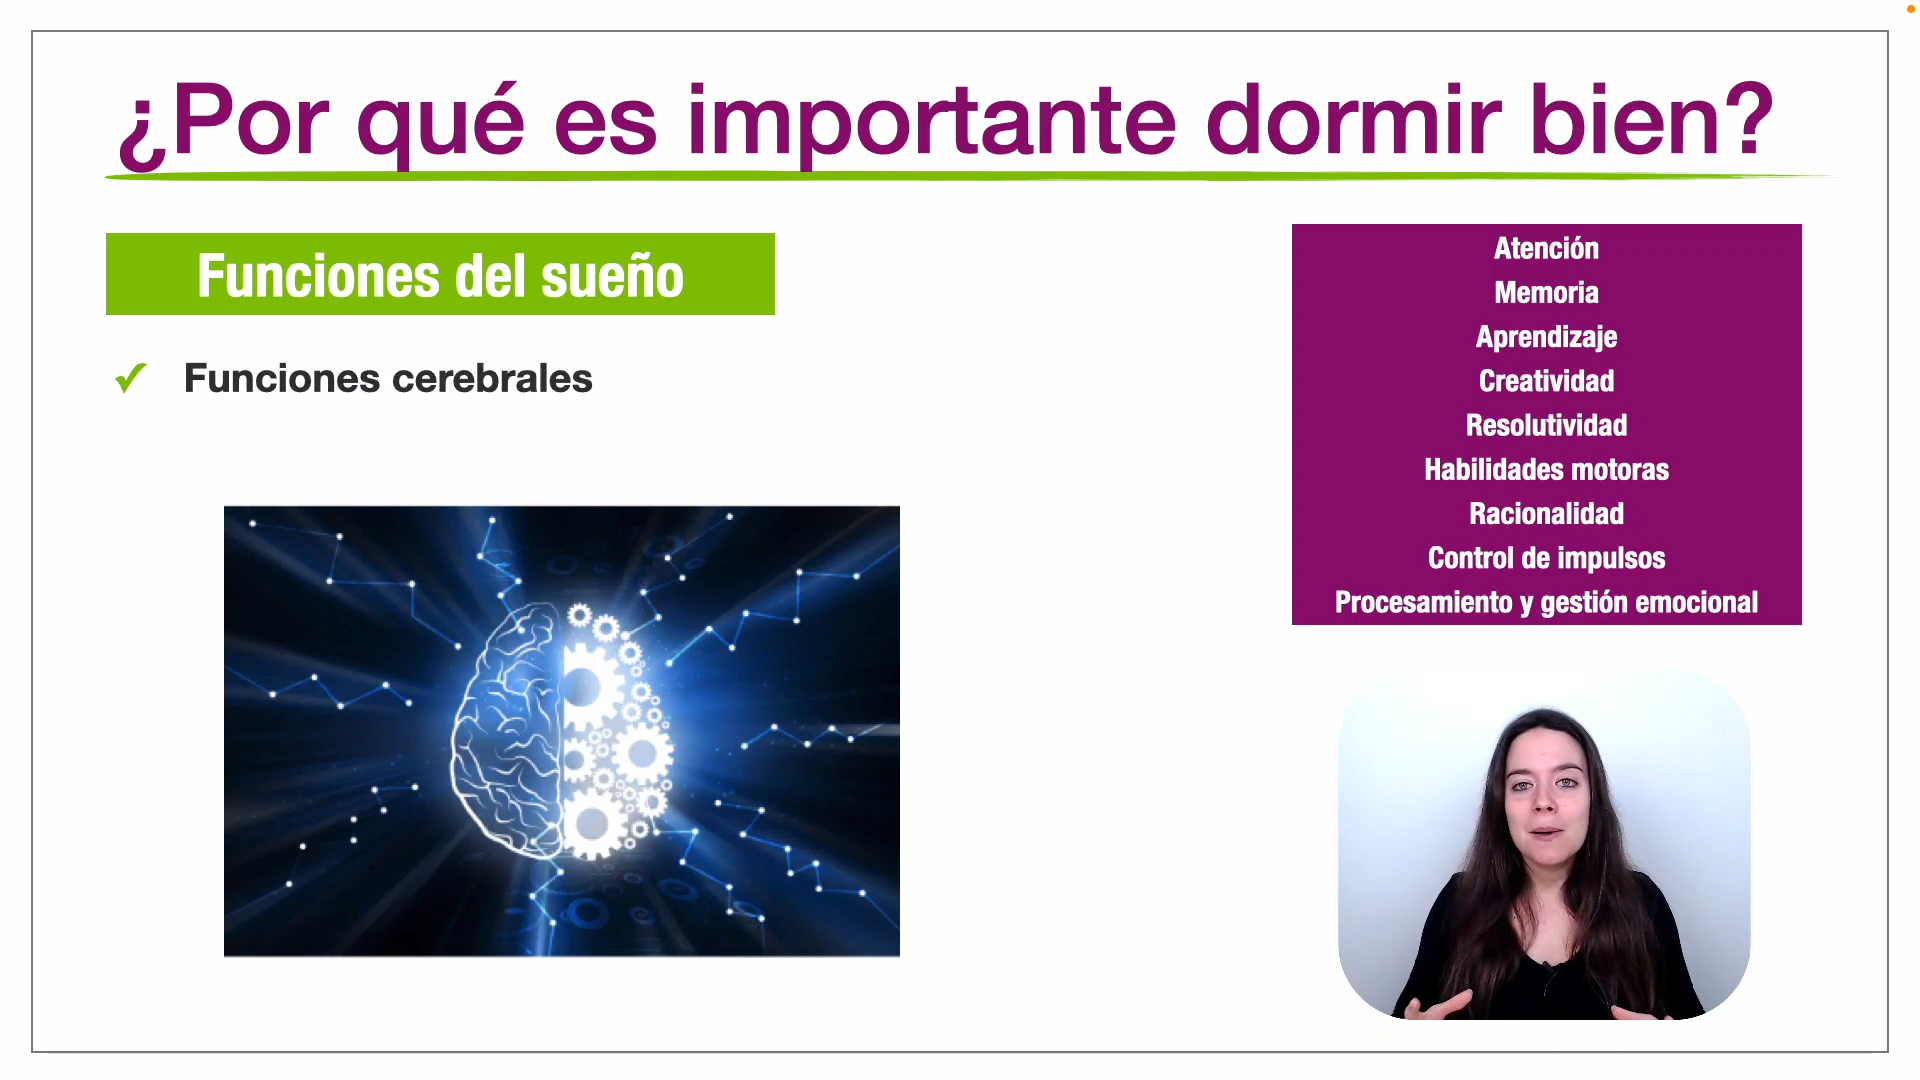 ¿Por qué es importante dormir bien?
Funciones del sueño
✓ Funciones cerebrales
Atención
Memoria
Aprendizaje
Creatividad
Resolutividad
Habilidades motoras
Racionalidad
Control de impulsos
Procesamiento y gestión emocional